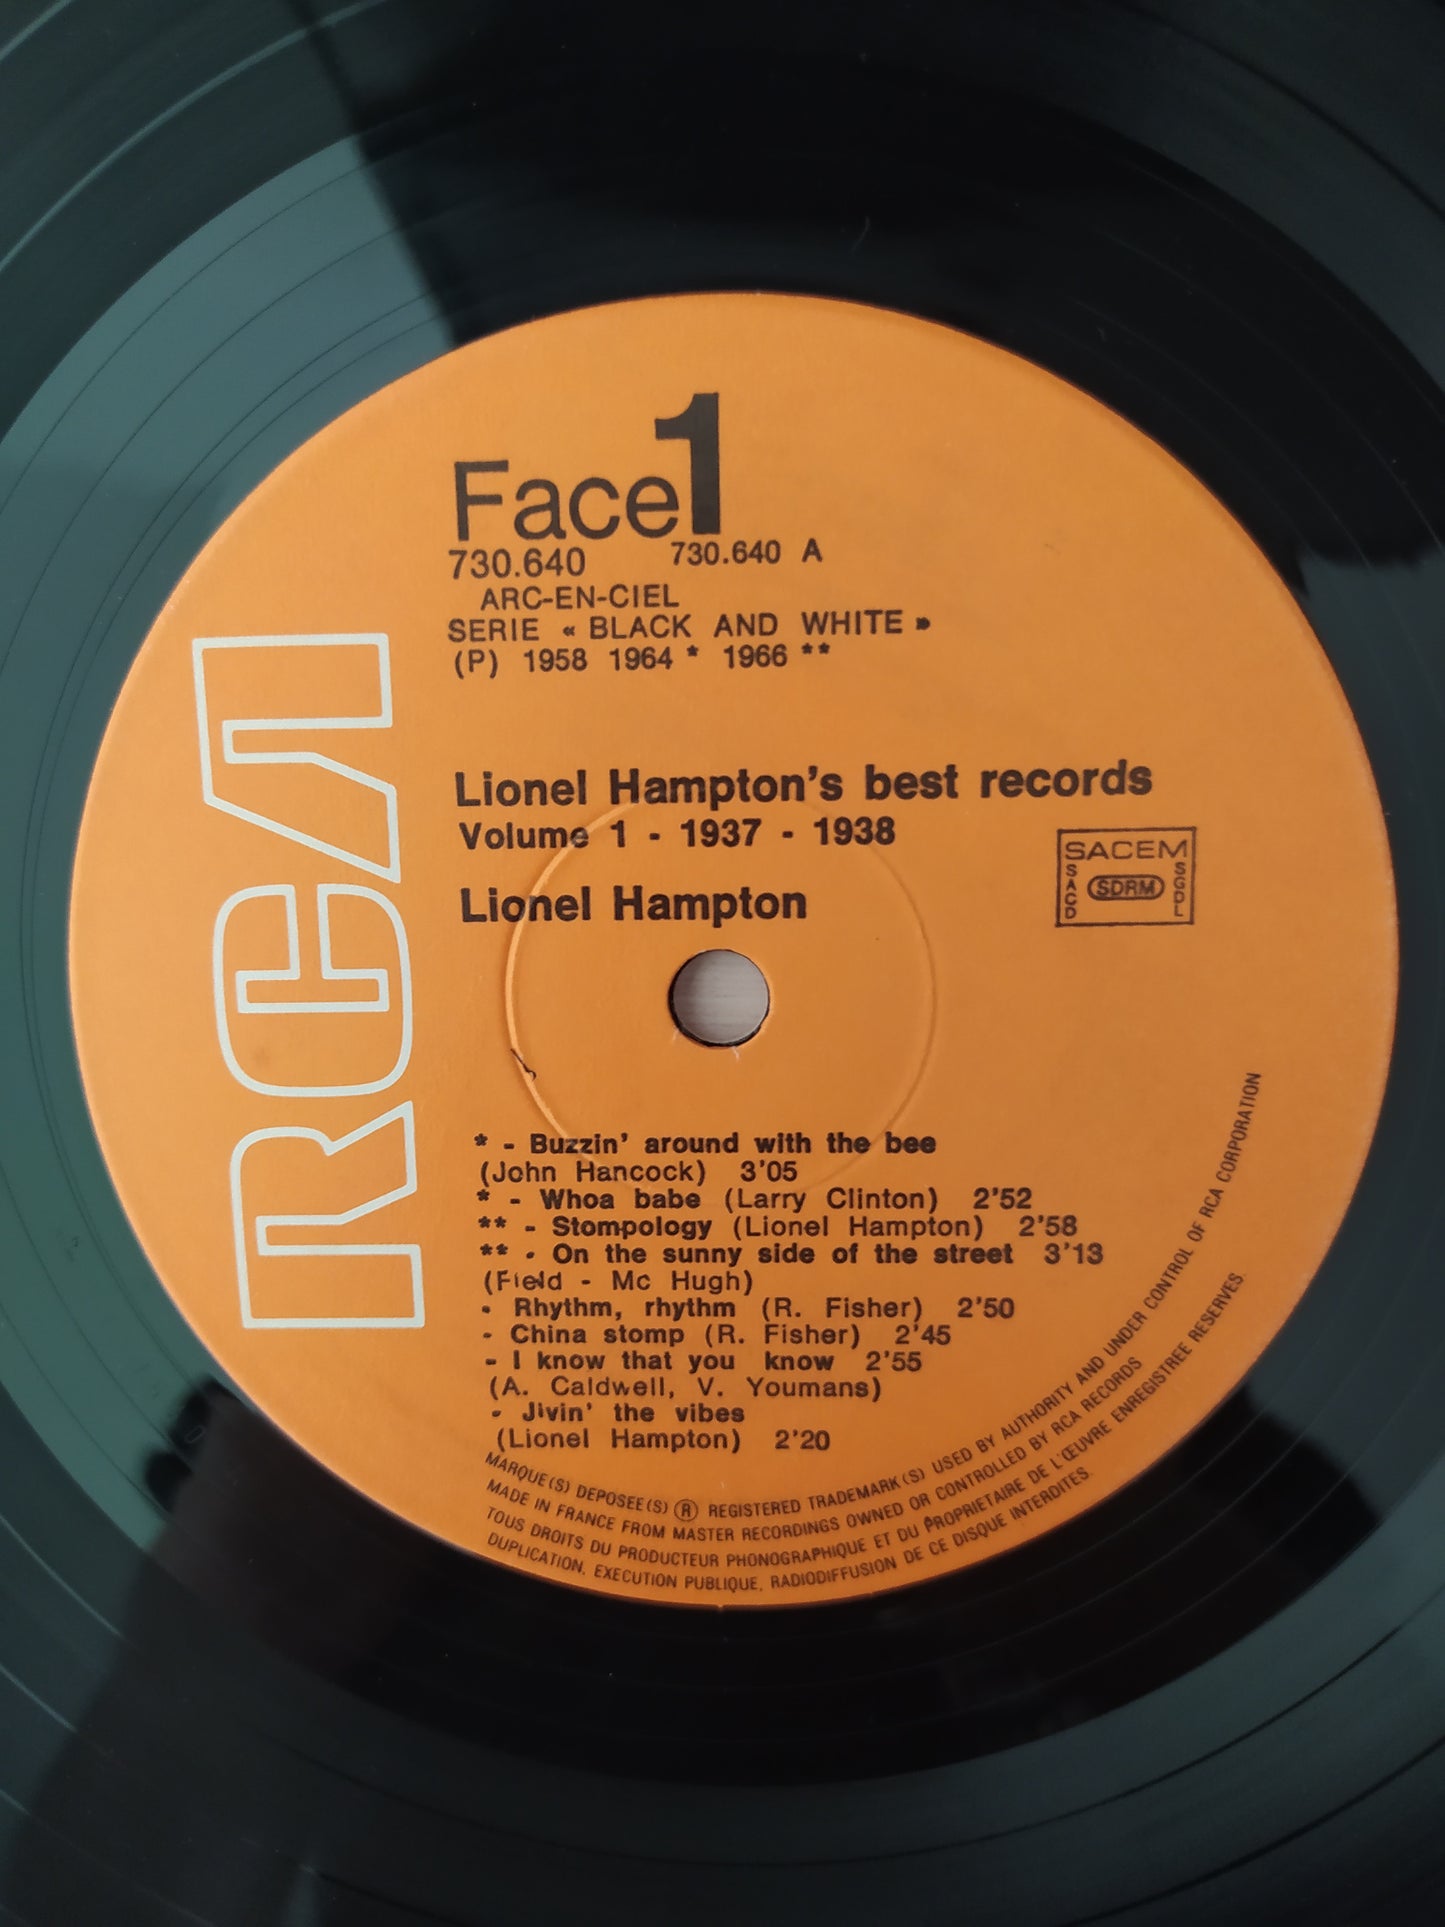 Face 1
730.640 730.640 A
ARC-EN-CIEL
SERIE « BLACK AND WHITE »
(P) 1958 1964 * 1966 **
RCA
Lionel Hampton's best records
Volume 1 - 1937 - 1938
Lionel Hampton
SACEM
SACD
SDRM
SGDL
* - Buzzin' around with the bee
(John Hancock) 3'05
* - Whoa babe (Larry Clinton) 2'52
** - Stompology (Lionel Hampton) 2'58
** - On the sunny side of the street 3'13
(Field - Mc Hugh)
- Rhythm, rhythm (R. Fisher) 2'50
- China stomp (R. Fisher) 2'45
- I know that you know 2'55
(A. Caldwell, V. Youmans)
- Jivin' the vibes
(Lionel Hampton) 2'20
MARQUE(S) DEPOSEE(S) ® REGISTERED TRADEMARK(S) USED BY AUTHORITY AND UNDER CONTROL OF RCA CORPORATION
MADE IN FRANCE FROM MASTER RECORDINGS OWNED OR CONTROLLED BY RCA RECORDS
TOUS DROITS DU PRODUCTEUR PHONOGRAPHIQUE ET DU PROPRIETAIRE DE L'ŒUVRE ENREGISTREE RESERVES.
DUPLICATION, EXECUTION PUBLIQUE, RADIODIFFUSION DE CE DISQUE INTERDITES.